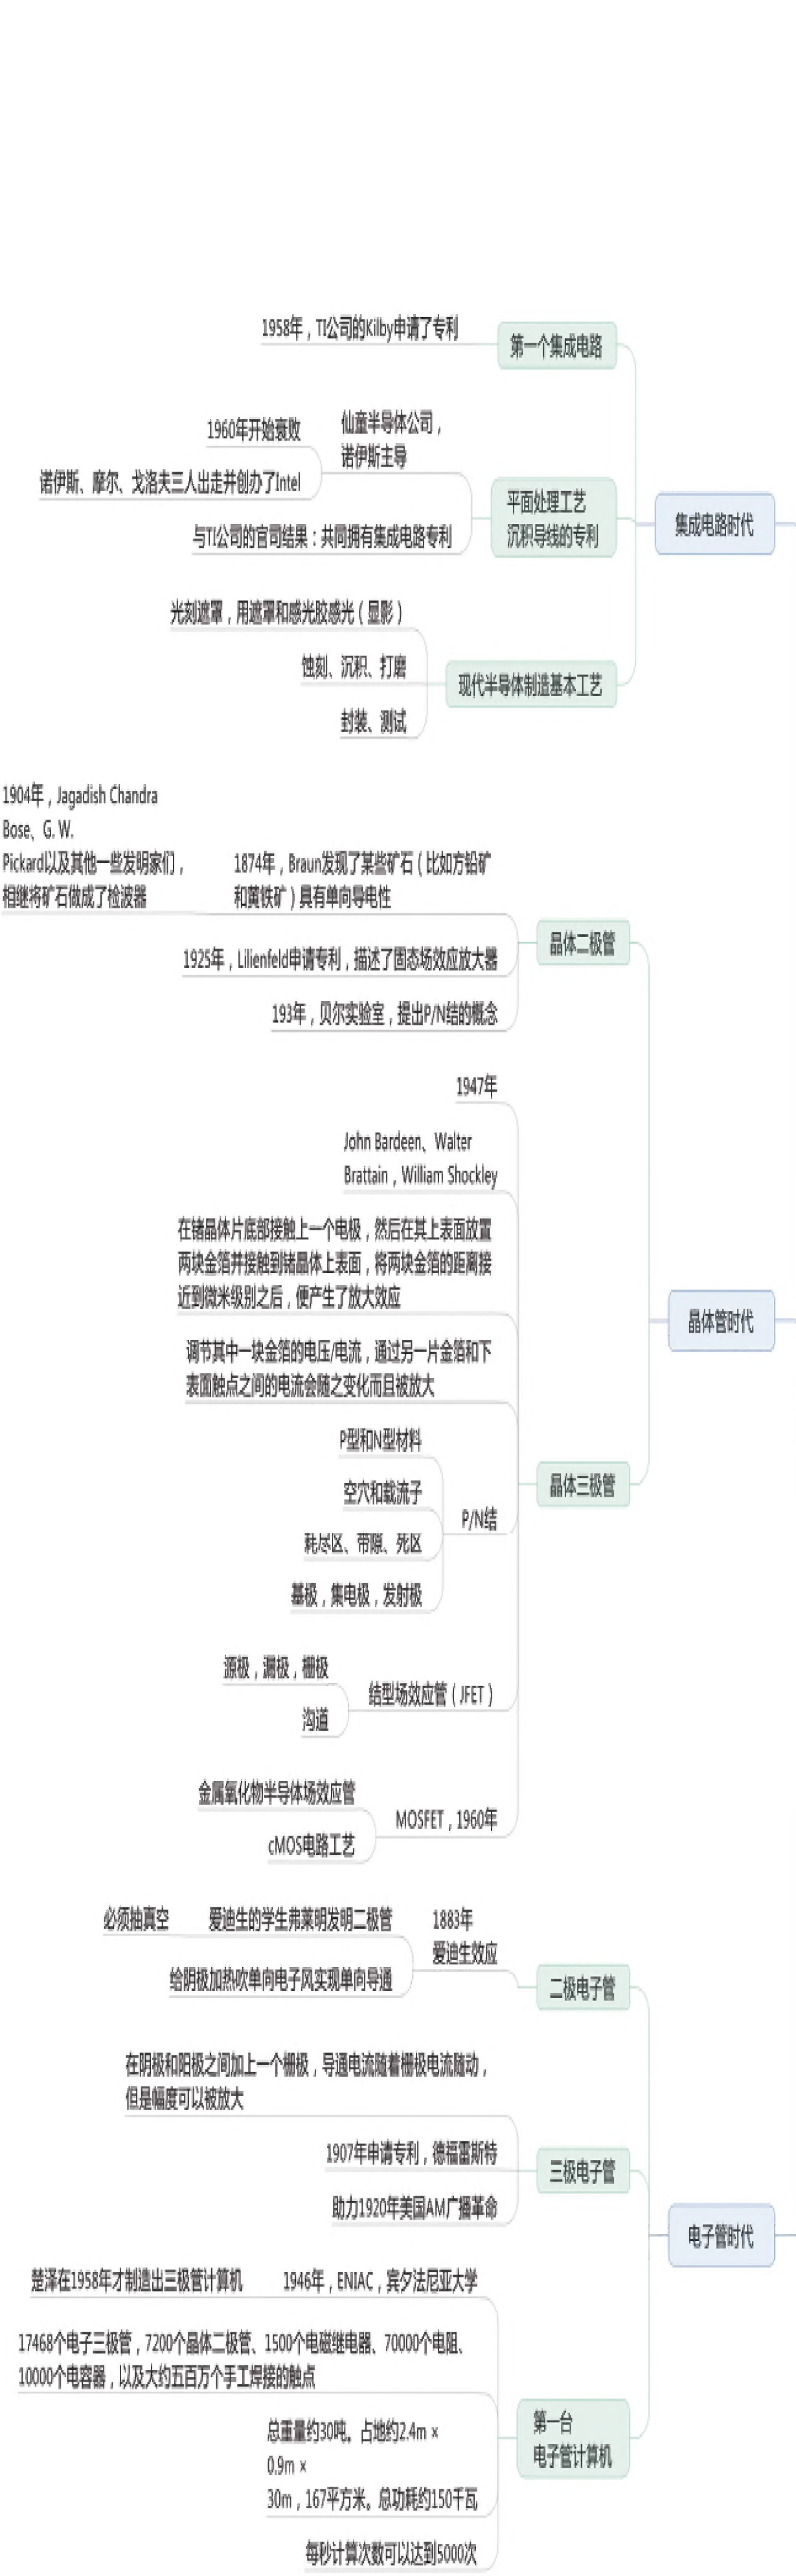 1958年，TI公司的Kilby申请了专利
第一个集成电路
1960年开始衰败
诺伊斯、摩尔、戈洛夫三人出走并创办了Intel
仙童半导体公司，
诺伊斯主导
与TI公司的官司结果：共同拥有集成电路专利
平面处理工艺
沉积导线的专利
集成电路时代
光刻遮罩，用遮罩和感光胶感光（显影）
蚀刻、沉积、打磨
封装、测试
现代半导体制造基本工艺
1904年，Jagadish Chandra
Bose、G. W.
Pickard以及其他一些发明家们，
相继将矿石做成了检波器
1874年，Braun发现了某些矿石（比如方铅矿
和黄铁矿）具有单向导电性
1925年，Lilienfeld申请专利，描述了固态场效应放大器
193年，贝尔实验室，提出P/N结的概念
晶体二极管
1947年
John Bardeen、Walter
Brattain，William Shockley
在锗晶体片底部接触上一个电极，然后在其上表面放置
两块金箔并接触到锗晶体上表面，将两块金箔的距离接
近到微米级别之后，便产生了放大效应
调节其中一块金箔的电压/电流，通过另一片金箔和下
表面触点之间的电流会随之变化而且被放大
P型和N型材料
空穴和载流子
耗尽区、带隙、死区
基极，集电极，发射极
P/N结
源极，漏极，栅极
沟道
结型场效应管（JFET）
金属氧化物半导体场效应管
cMOS电路工艺
MOSFET，1960年
晶体三极管
晶体管时代
必须抽真空
爱迪生的学生弗莱明发明二极管
给阴极加热吹单向电子风实现单向导通
1883年
爱迪生效应
二极电子管
在阴极和阳极之间加上一个栅极，导通电流随着栅极电流随动，
但是幅度可以被放大
1907年申请专利，德福雷斯特
助力1920年美国AM广播革命
三极电子管
电子管时代
楚泽在1958年才制造出三极管计算机
1946年，ENIAC，宾夕法尼亚大学
17468个电子三极管，7200个晶体二极管、1500个电磁继电器、70000个电阻、
10000个电容器，以及大约五百万个手工焊接的触点
总重量约30吨。占地约2.4m ×
0.9m ×
30m，167平方米。总功耗约150千瓦
每秒计算次数可以达到5000次
第一台
电子管计算机